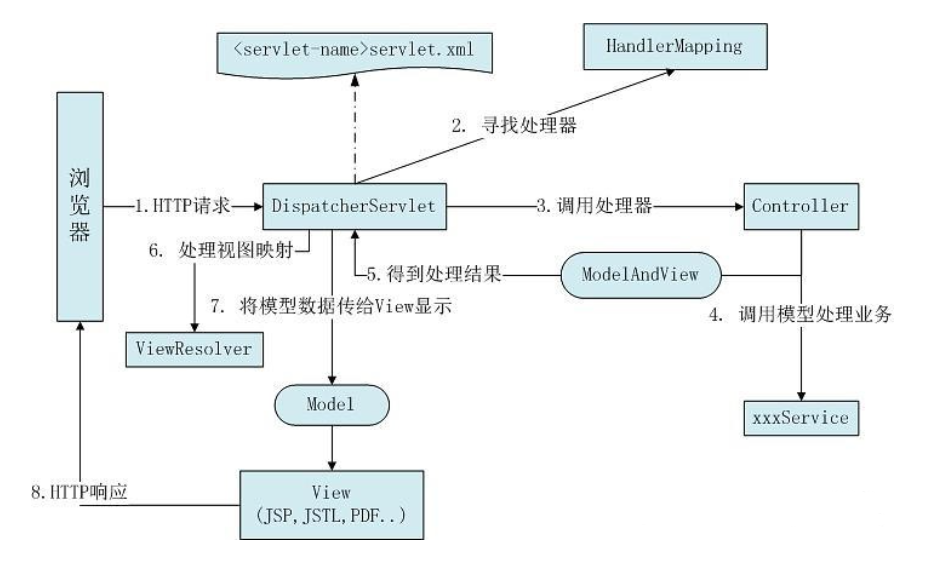 <servlet-name>servlet.xml
HandlerMapping
2. 寻找处理器
浏览器
1.HTTP请求
DispatcherServlet
3.调用处理器
Controller
6. 处理视图映射
5.得到处理结果
ModelAndView
7. 将模型数据传给View显示
4. 调用模型处理业务
ViewResolver
Model
xxxService
8.HTTP响应
View
(JSP,JSTL,PDF..)